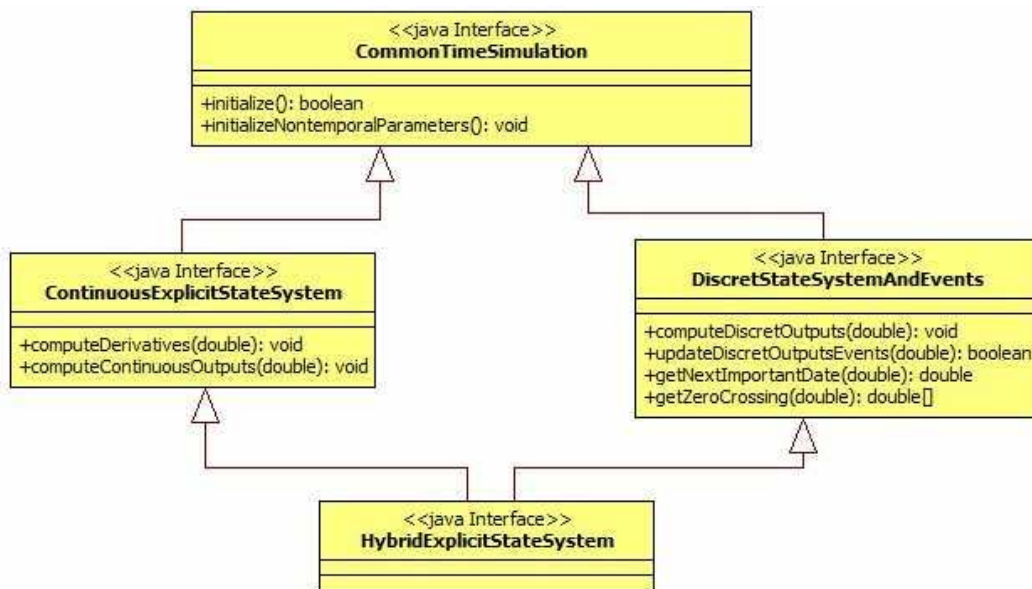 <<java Interface>>
CommonTimeSimulation
+initialize(): boolean
+initializeNontemporalParameters(): void
<<java Interface>>
ContinuousExplicitStateSystem
+computeDerivatives(double): void
+computeContinuousOutputs(double): void
<<java Interface>>
DiscretStateSystemAndEvents
+computeDiscretOutputs(double): void
+updateDiscretOutputsEvents(double): boolean
+getNextImportantDate(double): double
+getZeroCrossing(double): double[]
<<java Interface>>
HybridExplicitStateSystem